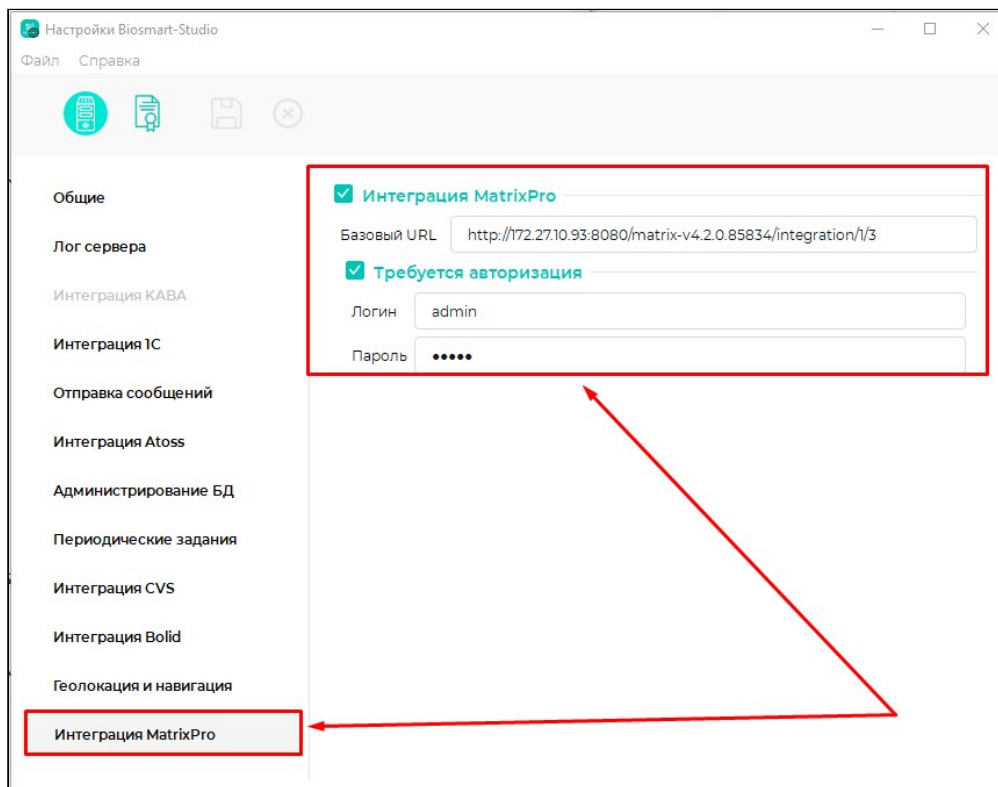 Настройки Biosmart-Studio
Файл Справка
Общие
Лог сервера
Интеграция КАВА
Интеграция 1С
Отправка сообщений
Интеграция Atoss
Администрирование БД
Периодические задания
Интеграция CVS
Интеграция Bolid
Геолокация и навигация
Интеграция MatrixPro
Интеграция MatrixPro
Базовый URL http://172.27.10.93:8080/matrix-v4.2.0.85834/integration/1/3
Требуется авторизация
Логин admin
Пароль •••••